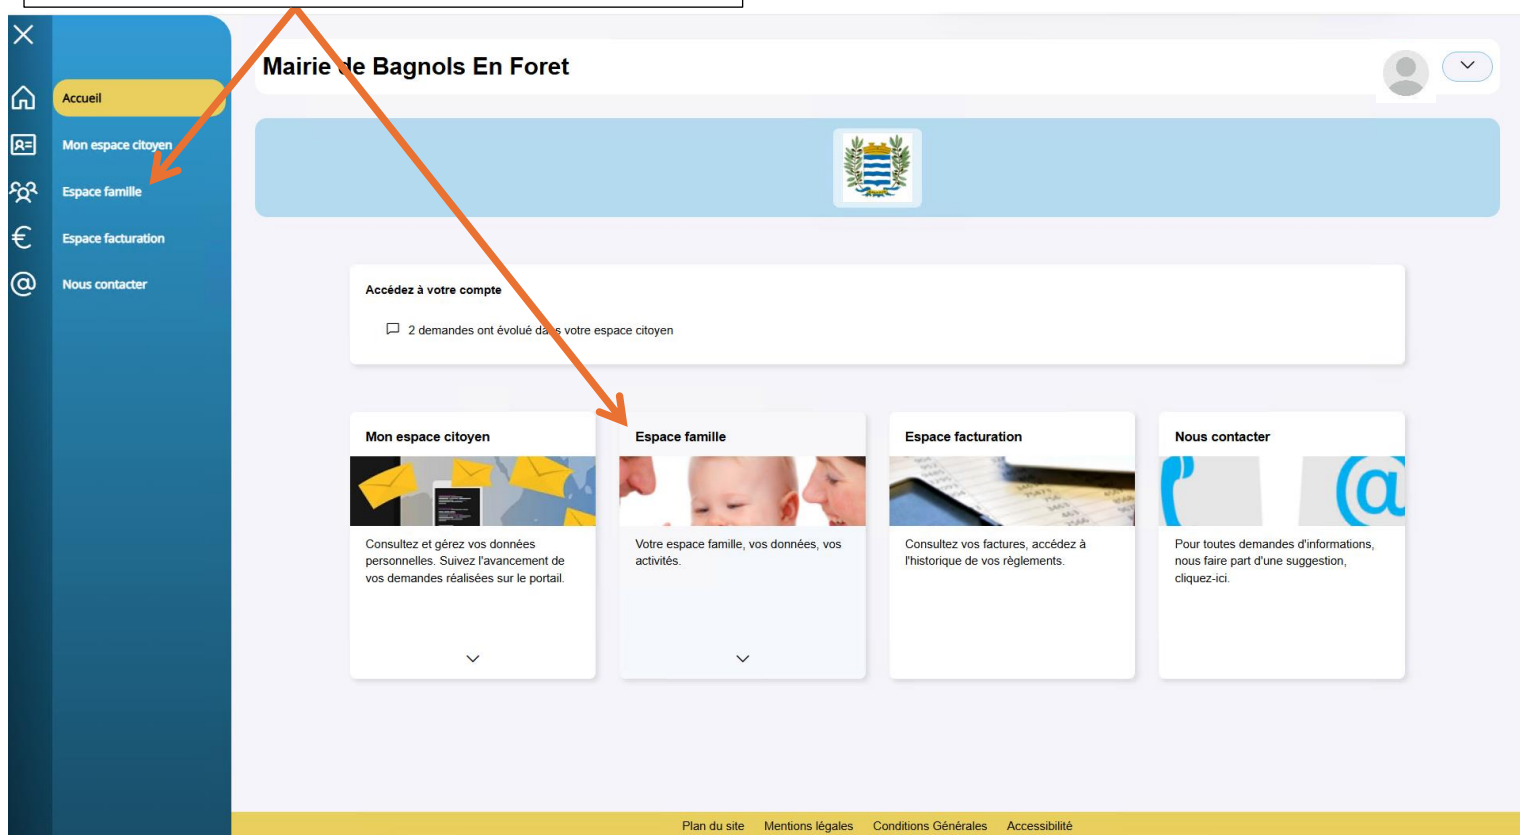 Mairie de Bagnols En Foret
Accueil
Mon espace citoyen
Espace famille
Espace facturation
Nous contacter
Accédez à votre compte
2 demandes ont évolué dans votre espace citoyen
Mon espace citoyen
Consultez et gérez vos données
personnelles. Suivez l'avancement de
vos demandes réalisées sur le portail.
Espace famille
Votre espace famille, vos données, vos
activités.
Espace facturation
Consultez vos factures, accédez à
l'historique de vos règlements.
Nous contacter
Pour toutes demandes d'informations,
nous faire part d'une suggestion,
cliquez-ici.
Plan du site Mentions légales Conditions Générales Accessibilité